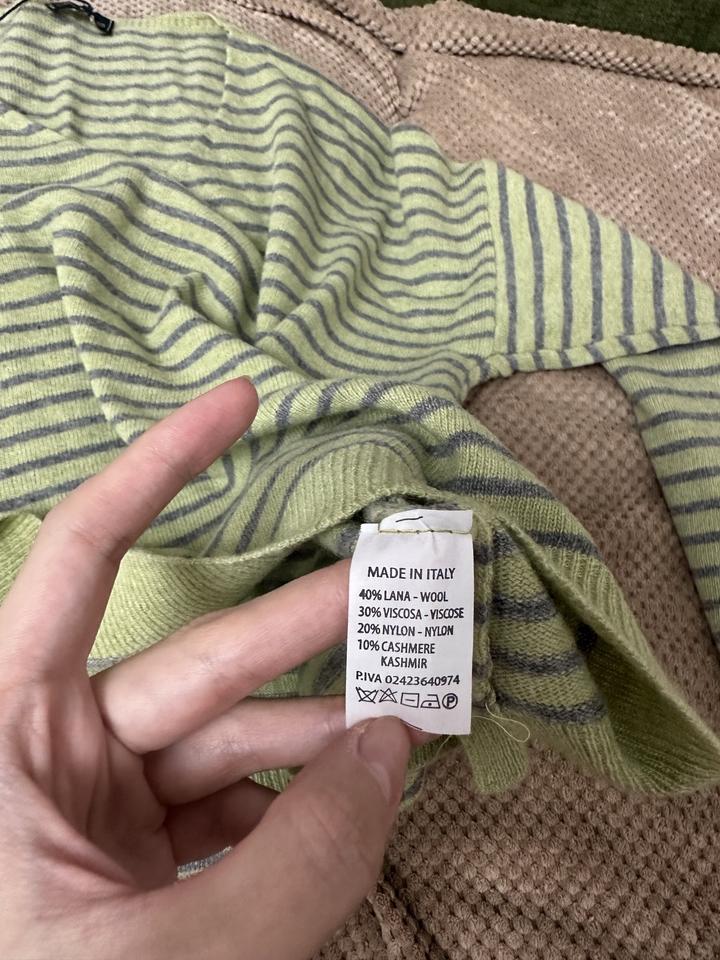 MADE IN ITALY
40% LANA - WOOL
30% VISCOSA - VISCOSE
20% NYLON - NYLON
10% CASHMERE
KASHMIR
P.IVA 02423640974
P